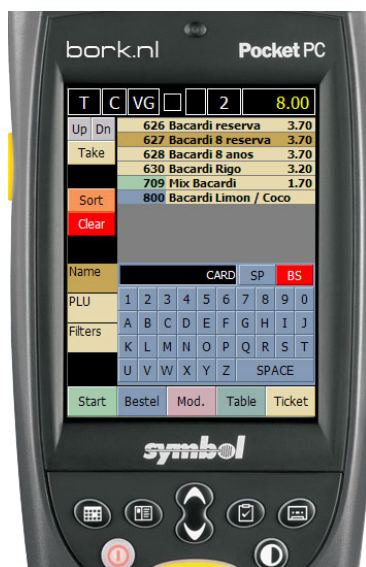 bork.nl Pocket PC
T C VG 2 8.00
Up Dn 626 Bacardi reserva 3.70
627 Bacardi 8 reserva 3.70
Take 628 Bacardi 8 anos 3.70
630 Bacardi Rigo 3.20
709 Mix Bacardi 1.70
Sort 800 Bacardi Limon / Coco
Clear
Name CARD SP BS
PLU 1 2 3 4 5 6 7 8 9 0
Filters A B C D E F G H I J
K L M N O P Q R S T
U V W X Y Z SPACE
Start Bestel Mod. Table Ticket
symbol